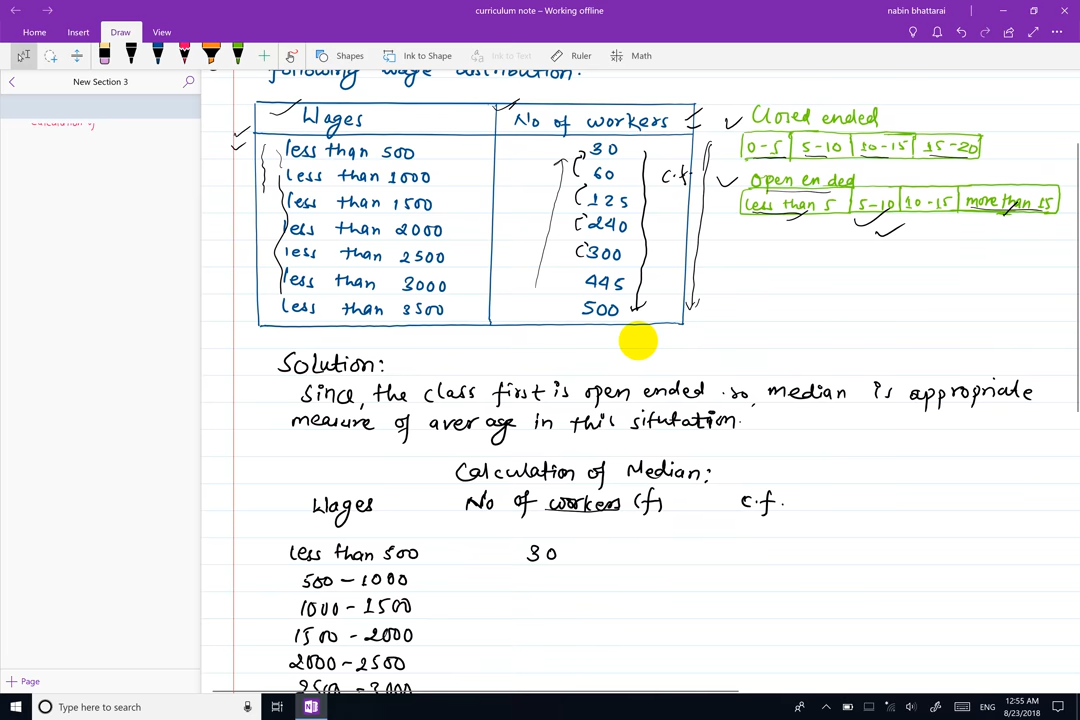 curriculum note – Working offline
nabin bhattarai
Home Insert Draw View
Shapes Ink to Shape Ink to Text Ruler Math
New Section 3
Calculation of
following wage distribution.
Wages No of workers
less than 500 30
less than 1000 60
less than 1500 125
less than 2000 240
less than 2500 300
less than 3000 445
less than 3500 500
c.f.
Closed ended
0-5 5-10 10-15 15-20
Open ended
less than 5 5-10 10-15 more than 15
Solution:
Since, the class first is open ended so, median is appropriate
measure of average in this situtation.
Calculation of Median:
Wages No of workers (f) c.f.
less than 500 30
500 – 1000
1000 – 1500
1500 – 2000
2000 – 2500
2500 – 3000
+ Page
Type here to search
ENG
12:55 AM
8/23/2018